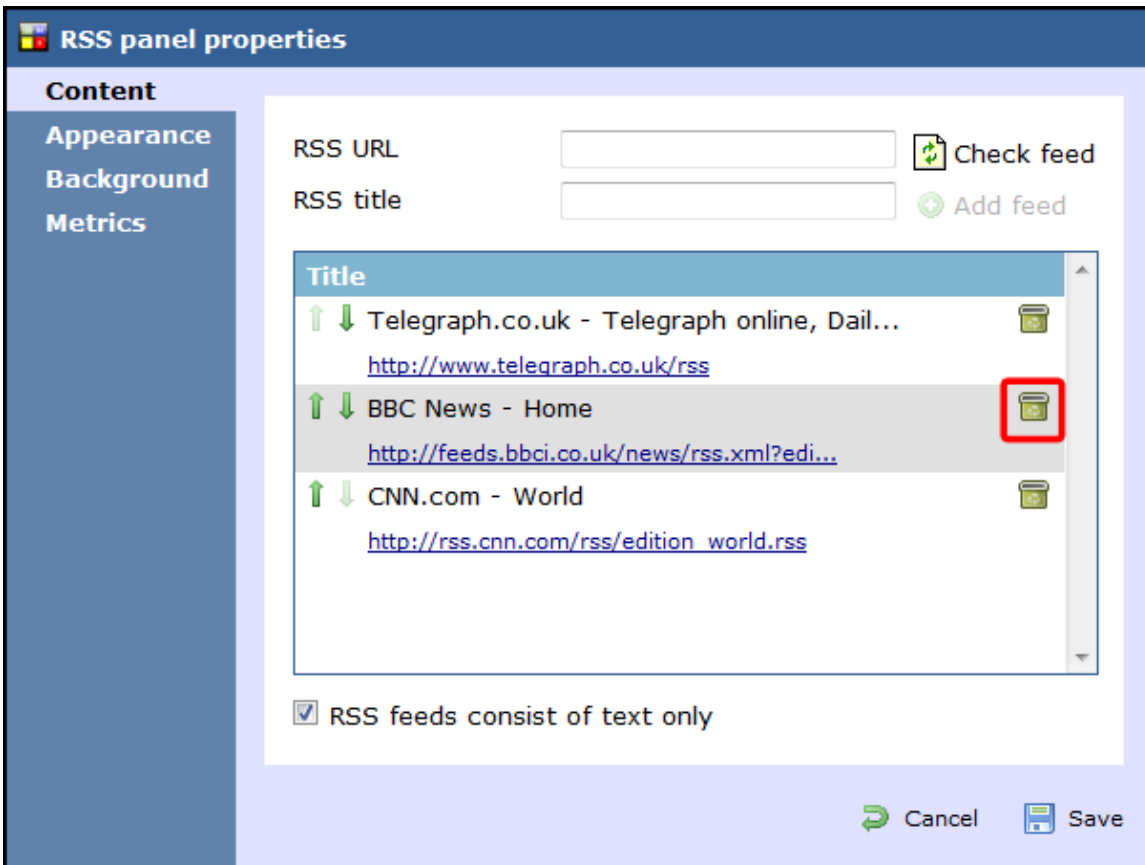 RSS panel properties
Content
Appearance
Background
Metrics
RSS URL
Check feed
RSS title
Add feed
Title
Telegraph.co.uk - Telegraph online, Dail...
http://www.telegraph.co.uk/rss
BBC News - Home
http://feeds.bbci.co.uk/news/rss.xml?edi...
CNN.com - World
http://rss.cnn.com/rss/edition_world.rss
RSS feeds consist of text only
Cancel
Save